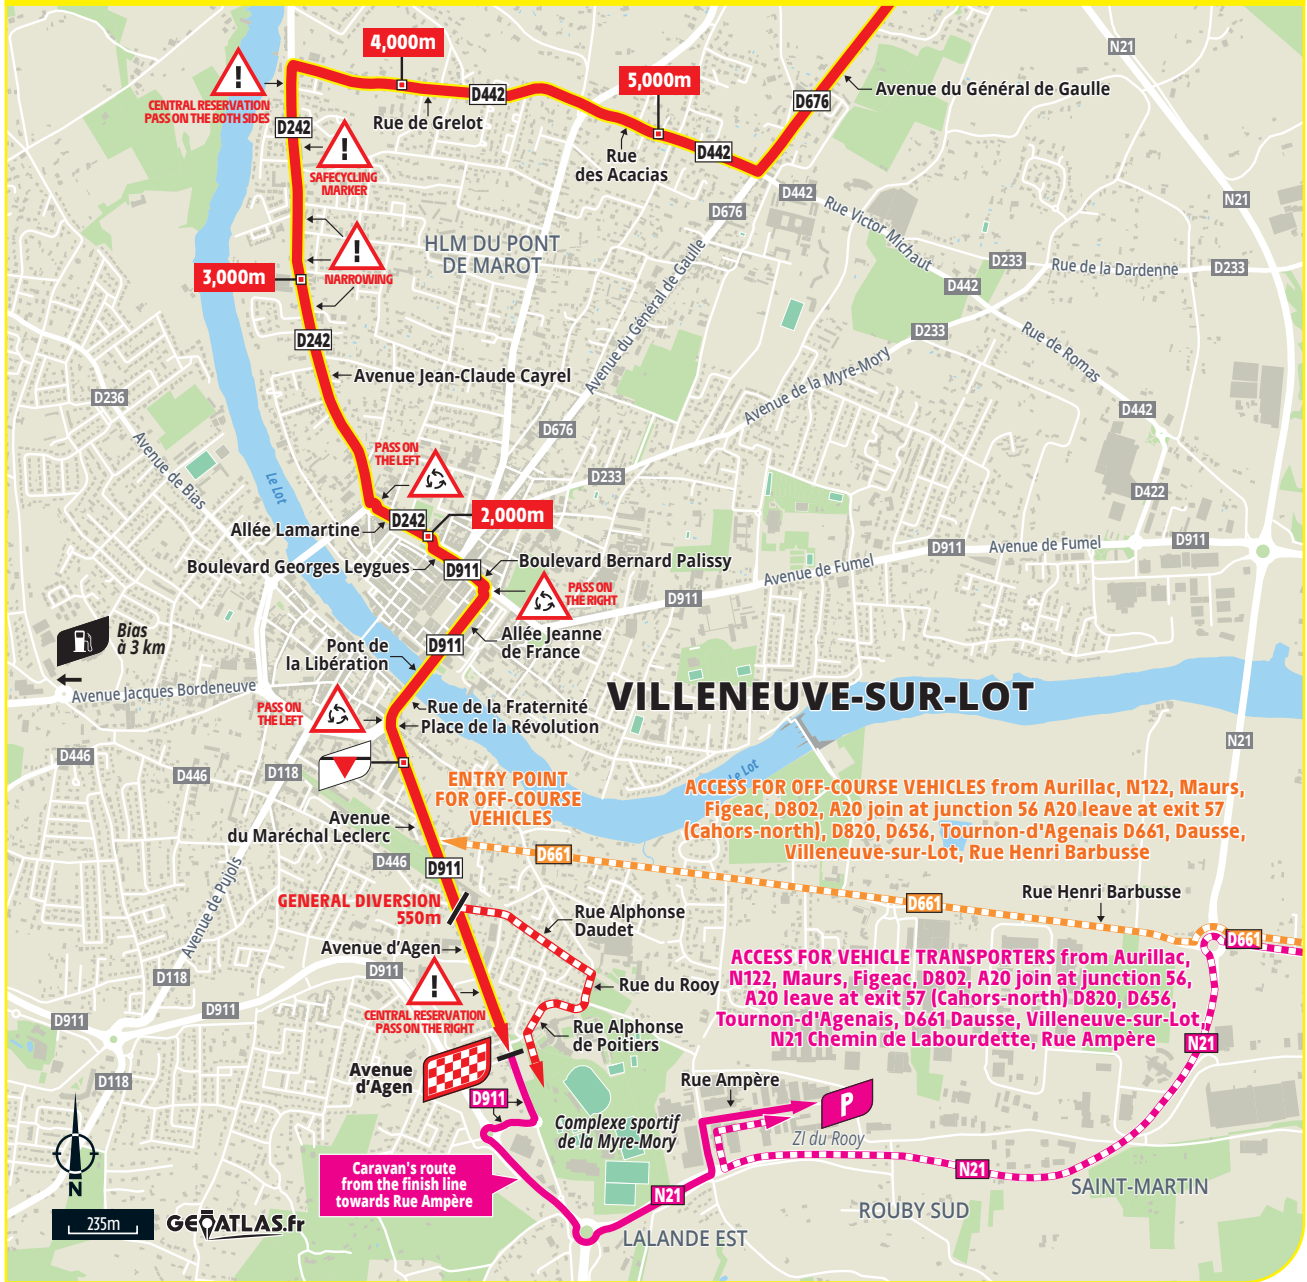 4,000m
N21
5,000m
Avenue du Général de Gaulle
D442
D676
CENTRAL RESERVATION
PASS ON THE BOTH SIDES
Rue de Grelot
D242
D442
Rue
des Acacias
SAFECYCLING
MARKER
D442
N21
D676
Rue Victor Michaut
HLM DU PONT
DE MAROT
D233
Rue de la Dardenne
D233
3,000m
NARROWING
D442
Avenue du Général de Gaulle
D242
D233
Rue de Romas
Avenue Jean-Claude Cayrel
Avenue de la Myre-Mory
D236
D442
D676
Avenue de Bias
PASS ON
THE LEFT
D233
Le Lot
D422
2,000m
D242
Allée Lamartine
D911
Avenue de Fumel
D911
Boulevard Georges Leygues
D911
Boulevard Bernard Palissy
Avenue de Fumel
PASS ON
THE RIGHT
D911
Bias
à 3 km
Allée Jeanne
de France
D911
Pont de
la Libération
Avenue Jacques Bordeneuve
VILLENEUVE-SUR-LOT
PASS ON
THE LEFT
Rue de la Fraternité
Place de la Révolution
N21
D446
D446
D118
Le Lot
ENTRY POINT
FOR OFF-COURSE
VEHICLES
ACCESS FOR OFF-COURSE VEHICLES from Aurillac, N122, Maurs,
Figeac, D802, A20 join at junction 56 A20 leave at exit 57
(Cahors-north), D820, D656, Tournon-d'Agenais D661, Dausse,
Villeneuve-sur-Lot, Rue Henri Barbusse
Avenue
du Maréchal Leclerc
D446
D911
D661
Avenue de Pujols
Rue Henri Barbusse
D661
GENERAL DIVERSION
550m
Rue Alphonse
Daudet
D661
Avenue d'Agen
D911
ACCESS FOR VEHICLE TRANSPORTERS from Aurillac,
N122, Maurs, Figeac, D802, A20 join at junction 56,
A20 leave at exit 57 (Cahors-north) D820, D656,
Tournon-d'Agenais, D661 Dausse, Villeneuve-sur-Lot,
N21 Chemin de Labourdette, Rue Ampère
D118
Rue du Rooy
D911
D911
CENTRAL RESERVATION
PASS ON THE RIGHT
Rue Alphonse
de Poitiers
N21
Avenue
d'Agen
D118
Rue Ampère
D911
P
Complexe sportif
de la Myre-Mory
ZI du Rooy
Caravan's route
from the finish line
towards Rue Ampère
N21
N21
SAINT-MARTIN
N
ROUBY SUD
235m
GEOATLAS.fr
LALANDE EST